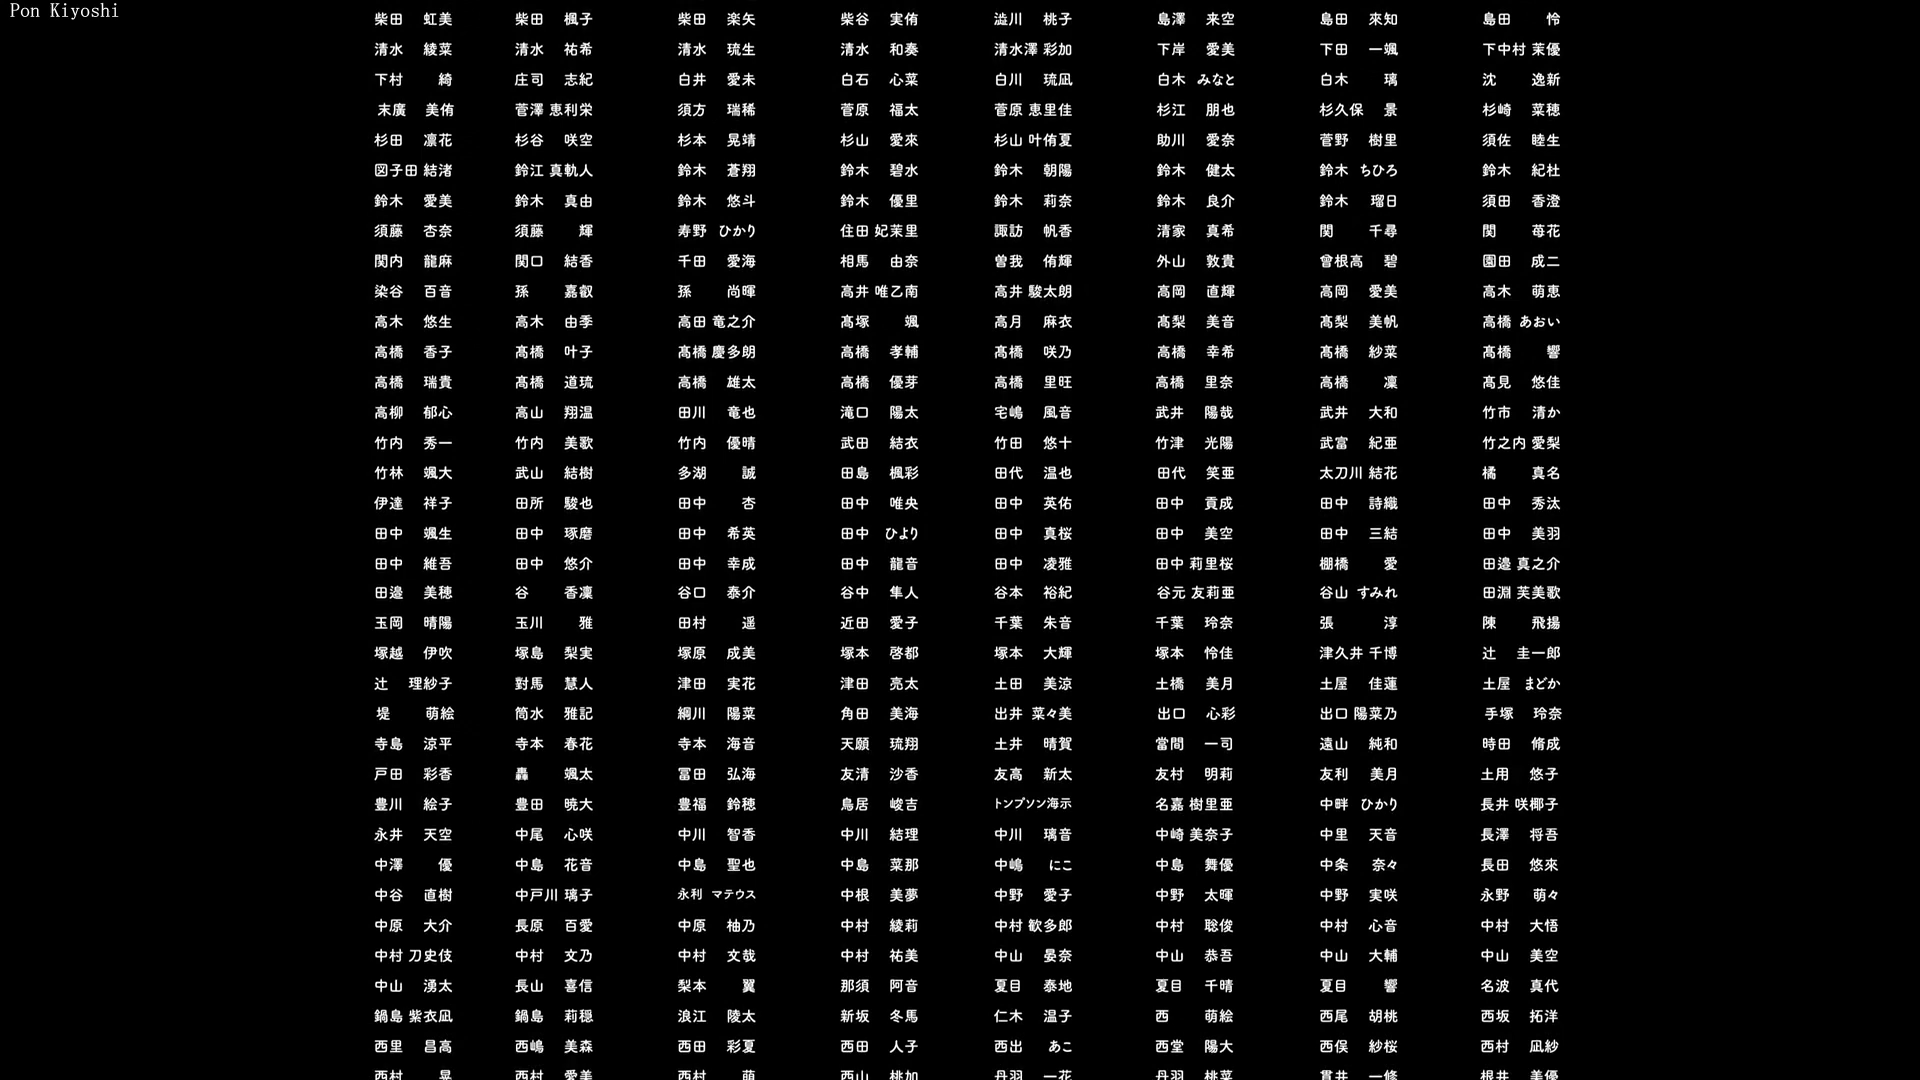 Pon Kiyoshi
柴田 虹美 柴田 楓子 柴田 楽矢 柴谷 実侑 澁川 桃子 島澤 来空 島田 來知 島田 怜
清水 綾菜 清水 祐希 清水 琉生 清水 和奏 清水澤 彩加 下岸 愛美 下田 一颯 下中村 茉優
下村 綺 庄司 志紀 白井 愛未 白石 心菜 白川 琉凪 白木 みなと 白木 璃 沈 逸新
末廣 美侑 菅澤 恵利栄 須方 瑞稀 菅原 福太 菅原 恵里佳 杉江 朋也 杉久保 景 杉崎 菜穂
杉田 凛花 杉谷 咲空 杉本 晃靖 杉山 愛來 杉山 叶侑夏 助川 愛奈 菅野 樹里 須佐 睦生
図子田 結渚 鈴江 真軌人 鈴木 蒼翔 鈴木 碧水 鈴木 朝陽 鈴木 健太 鈴木 ちひろ 鈴木 紀杜
鈴木 愛美 鈴木 真由 鈴木 悠斗 鈴木 優里 鈴木 莉奈 鈴木 良介 鈴木 瑠日 須田 香澄
須藤 杏奈 須藤 輝 寿野 ひかり 住田 妃茉里 諏訪 帆香 清家 真希 関 千尋 関 苺花
関内 龍麻 関口 結香 千田 愛海 相馬 由奈 曽我 侑輝 外山 敦貴 曾根高 碧 園田 成二
染谷 百音 孫 嘉叡 孫 尚暉 高井 唯乙南 高井 駿太朗 高岡 直輝 高岡 愛美 高木 萌恵
高木 悠生 高木 由季 高田 竜之介 髙塚 颯 高月 麻衣 髙梨 美音 髙梨 美帆 高橋 あおい
高橋 香子 髙橋 叶子 髙橋 慶多朗 高橋 孝輔 髙橋 咲乃 高橋 幸希 髙橋 紗菜 髙橋 響
高橋 瑞貴 髙橋 道琉 高橋 雄太 高橋 優芽 高橋 里旺 高橋 里奈 高橋 凜 髙見 悠佳
高柳 郁心 高山 翔温 田川 竜也 滝口 陽太 宅嶋 風音 武井 陽哉 武井 大和 竹市 清か
竹内 秀一 竹内 美歌 竹内 優晴 武田 結衣 竹田 悠十 竹津 光陽 武富 紀亜 竹之内 愛梨
竹林 颯大 武山 結樹 多湖 誠 田島 楓彩 田代 温也 田代 笑亜 太刀川 結花 橘 真名
伊達 祥子 田所 駿也 田中 杏 田中 唯央 田中 英佑 田中 貢成 田中 詩織 田中 秀汰
田中 颯生 田中 琢磨 田中 希英 田中 ひより 田中 真桜 田中 美空 田中 三結 田中 美羽
田中 維吾 田中 悠介 田中 幸成 田中 龍音 田中 凌雅 田中 莉里桜 棚橋 愛 田邉 真之介
田邉 美穂 谷 香凜 谷口 泰介 谷中 隼人 谷本 裕紀 谷元 友莉亜 谷山 すみれ 田淵 芙美歌
玉岡 晴陽 玉川 雅 田村 遥 近田 愛子 千葉 朱音 千葉 玲奈 張 淳 陳 飛揚
塚越 伊吹 塚島 梨実 塚原 成美 塚本 啓都 塚本 大輝 塚本 怜佳 津久井 千博 辻 圭一郎
辻 理紗子 對馬 慧人 津田 実花 津田 亮太 土田 美涼 土橋 美月 土屋 佳蓮 土屋 まどか
堤 萌絵 筒水 雅記 綱川 陽菜 角田 美海 出井 菜々美 出口 心彩 出口 陽菜乃 手塚 玲奈
寺島 涼平 寺本 春花 寺本 海音 天願 琉翔 土井 晴賀 當間 一司 遠山 純和 時田 脩成
戸田 彩香 轟 颯太 冨田 弘海 友清 沙香 友高 新太 友村 明莉 友利 美月 土用 悠子
豊川 絵子 豊田 暁大 豊福 鈴穂 鳥居 峻吉 トンプソン海示 名嘉 樹里亜 中畔 ひかり 長井 咲椰子
永井 天空 中尾 心咲 中川 智香 中川 結理 中川 璃音 中崎 美奈子 中里 天音 長澤 将吾
中澤 優 中島 花音 中島 聖也 中島 菜那 中嶋 にこ 中島 舞優 中条 奈々 長田 悠來
中谷 直樹 中戸川 璃子 永利 マテウス 中根 美夢 中野 愛子 中野 太暉 中野 実咲 永野 萌々
中原 大介 長原 百愛 中原 柚乃 中村 綾莉 中村 歓多郎 中村 聡俊 中村 心音 中村 大悟
中村 刀史伎 中村 文乃 中村 文哉 中村 祐美 中山 晏奈 中山 恭吾 中山 大輔 中山 美空
中山 湧太 長山 喜信 梨本 翼 那須 阿音 夏目 泰地 夏目 千晴 夏目 響 名波 真代
鍋島 紫衣凪 鍋島 莉穏 浪江 陵太 新坂 冬馬 仁木 温子 西 萌絵 西尾 胡桃 西坂 拓洋
西里 昌高 西嶋 美森 西田 彩夏 西田 人子 西出 あこ 西堂 陽大 西俣 紗桜 西村 凪紗
西村 晃 西村 愛美 西村 萌 西山 桃加 丹羽 一花 丹羽 桃菜 貫井 一修 根井 美優